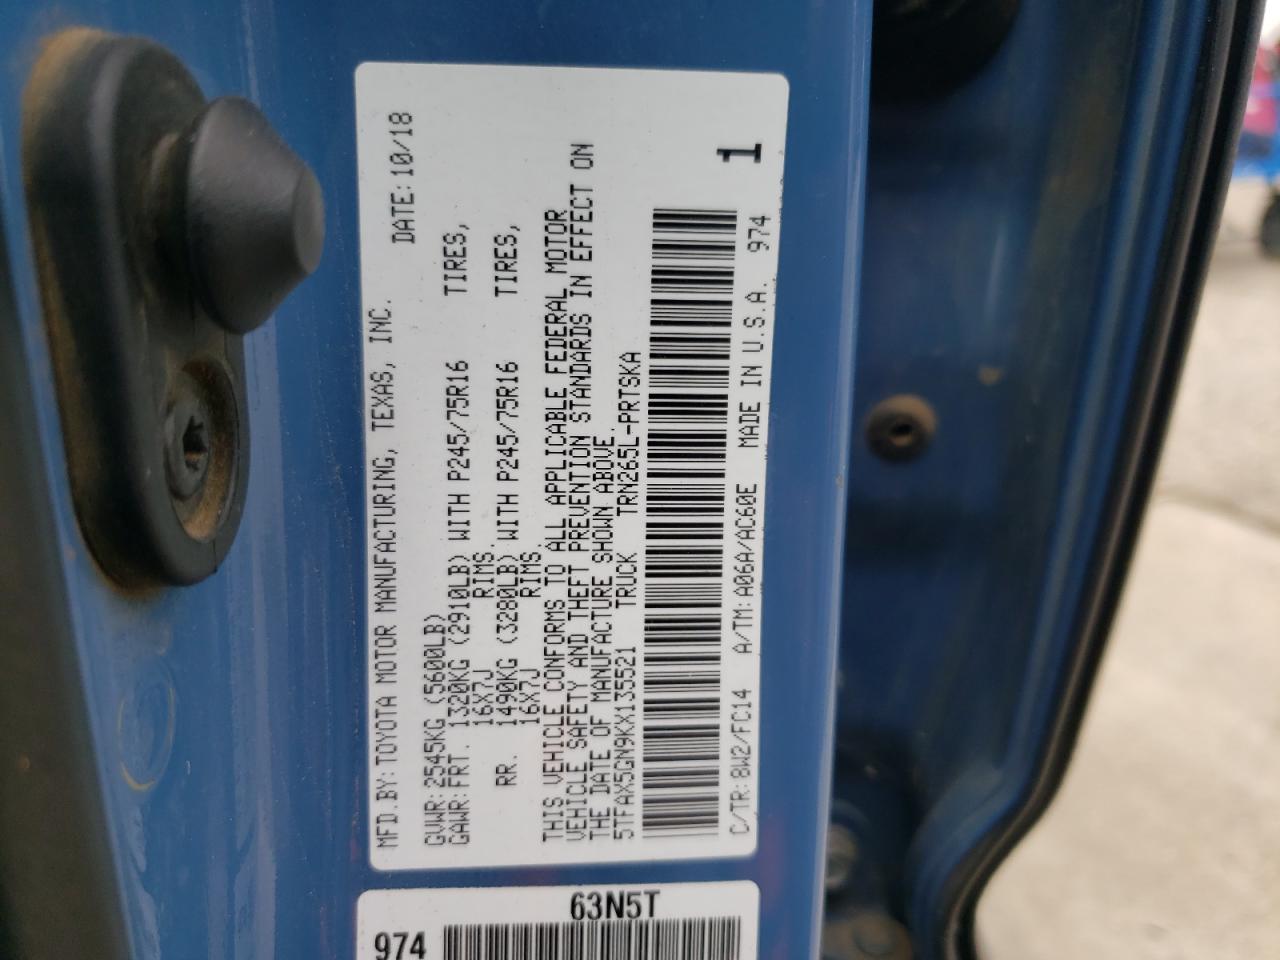 MFD.BY:TOYOTA MOTOR MANUFACTURING, TEXAS, INC.
DATE:10/18
GVWR:2545KG (5600LB)
GAWR:FRT. 1320KG (2910LB) WITH P245/75R16 TIRES,
16X7J RIMS.
RR. 1490KG (3280LB) WITH P245/75R16 TIRES,
16X7J RIMS.
THIS VEHICLE CONFORMS TO ALL APPLICABLE FEDERAL MOTOR
VEHICLE SAFETY AND THEFT PREVENTION STANDARDS IN EFFECT ON
THE DATE OF MANUFACTURE SHOWN ABOVE.
5TFAX5GN9KX135521 TRUCK TRN265L-PRTSKA
1
C/TR:8W2/FC14 A/TM:A06A/AC60E MADE IN U.S.A. 974
63N5T
974